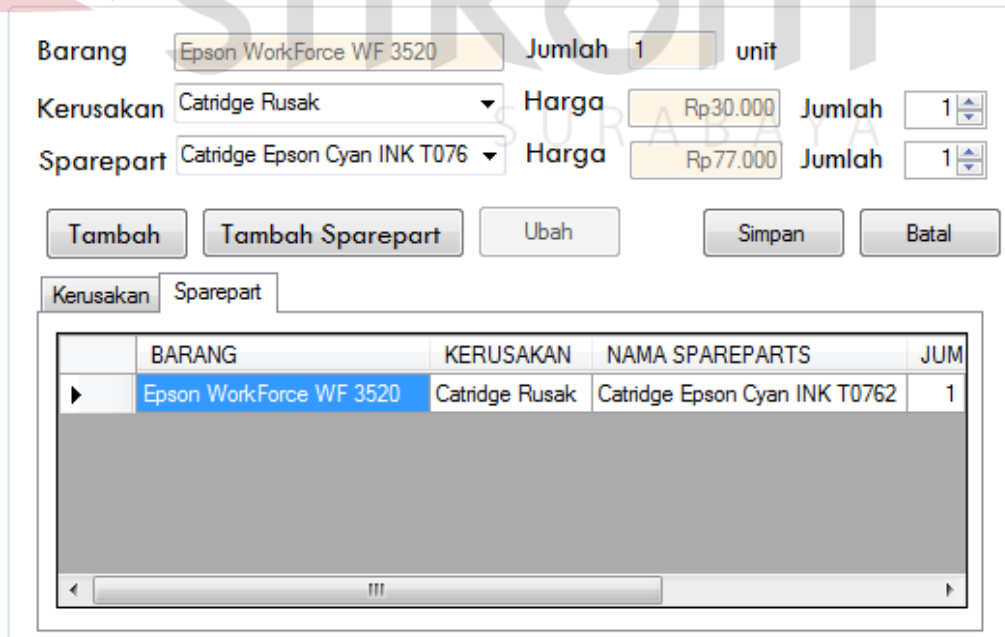 Barang Epson WorkForce WF 3520 Jumlah 1 unit
Kerusakan Catridge Rusak Harga Rp30.000 Jumlah 1
SURABAYA
Sparepart Catridge Epson Cyan INK T076 Harga Rp77.000 Jumlah 1
Tambah Tambah Sparepart Ubah Simpan Batal
Kerusakan Sparepart
BARANG KERUSAKAN NAMA SPAREPARTS JUM
Epson WorkForce WF 3520 Catridge Rusak Catridge Epson Cyan INK T0762 1